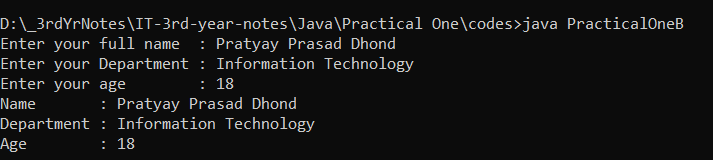 D:\_3rdYrNotes\IT-3rd-year-notes\Java\Practical One\codes>java PracticalOneB
Enter your full name  : Pratyay Prasad Dhond
Enter your Department : Information Technology
Enter your age        : 18
Name       : Pratyay Prasad Dhond
Department : Information Technology
Age        : 18